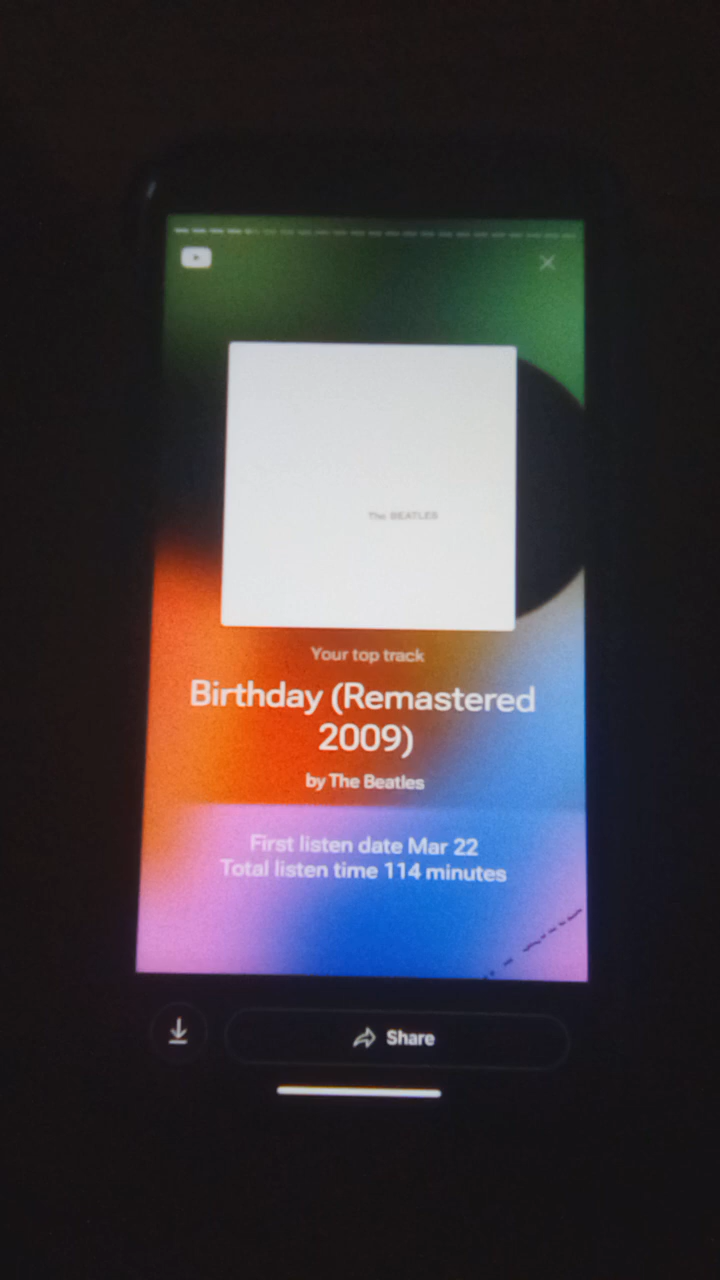 The BEATLES
Your top track
Birthday (Remastered
2009)
by The Beatles
First listen date Mar 22
Total listen time 114 minutes
Share